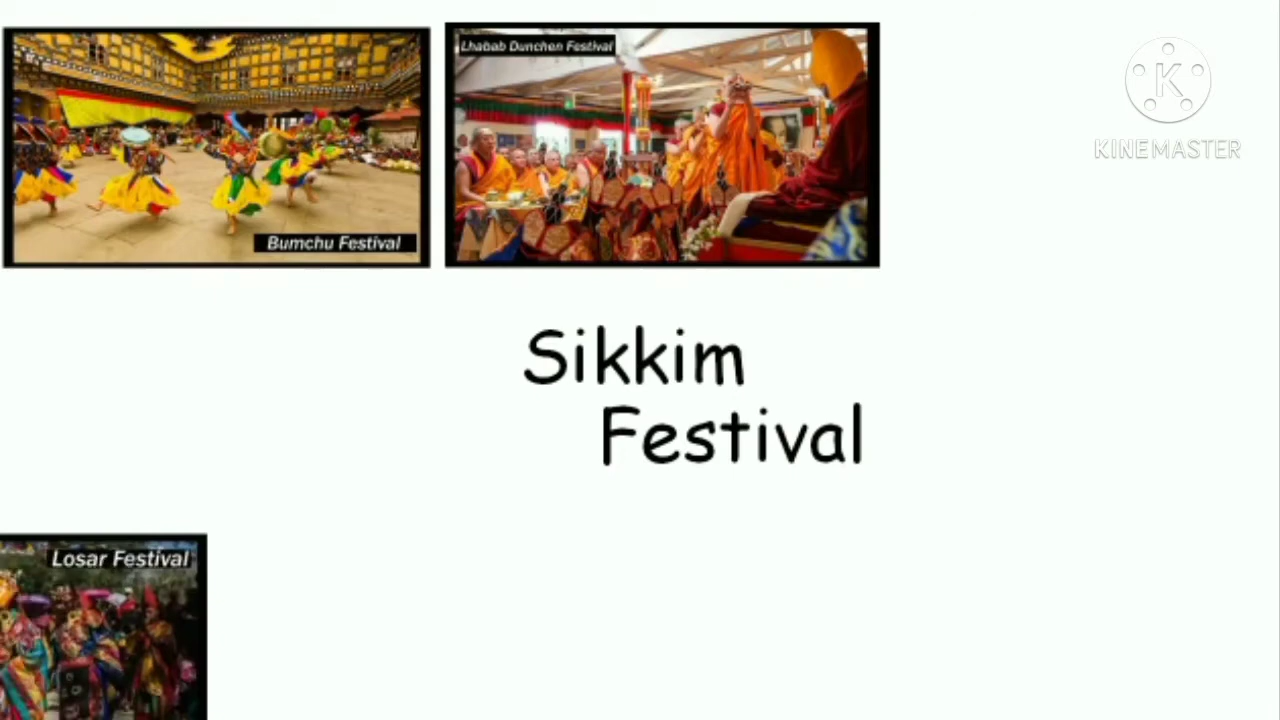 Lhabab Dunchen Festival
K
KINEMASTER
Bumchu Festival
Sikkim
Festival
Losar Festival